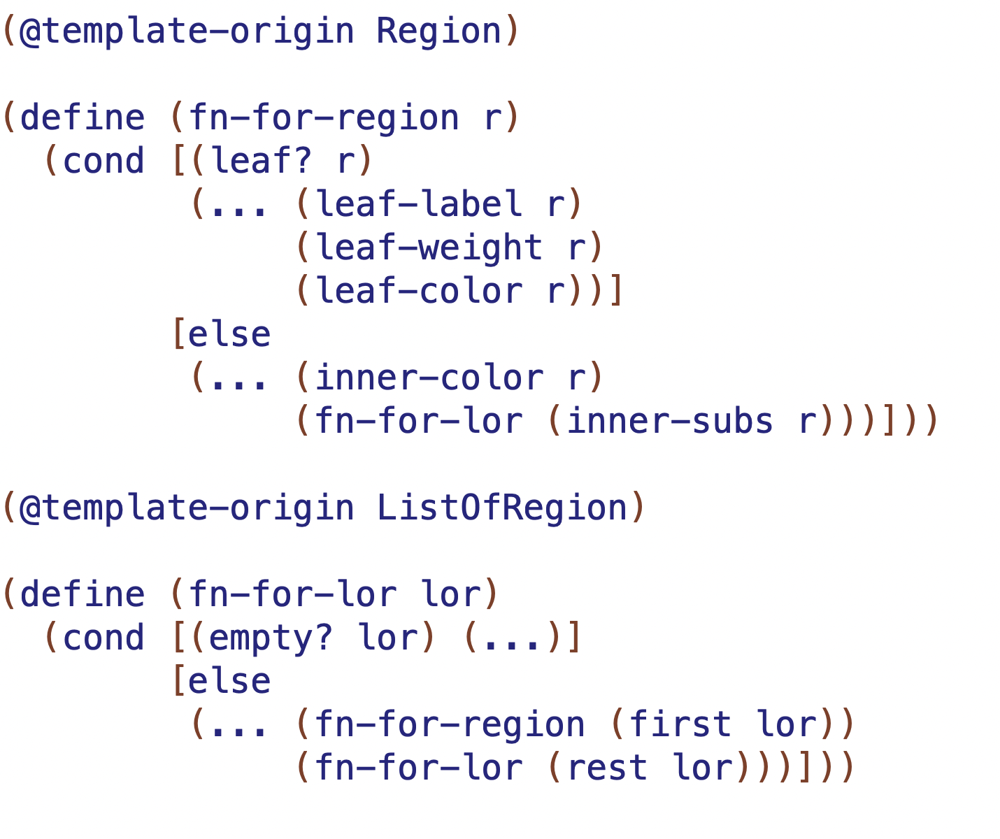 (@template-origin Region)

(define (fn-for-region r)
  (cond [(leaf? r)
         (... (leaf-label r)
              (leaf-weight r)
              (leaf-color r))]
        [else
         (... (inner-color r)
              (fn-for-lor (inner-subs r)))]))

(@template-origin ListOfRegion)

(define (fn-for-lor lor)
  (cond [(empty? lor) (...)]
        [else
         (... (fn-for-region (first lor))
              (fn-for-lor (rest lor)))]))